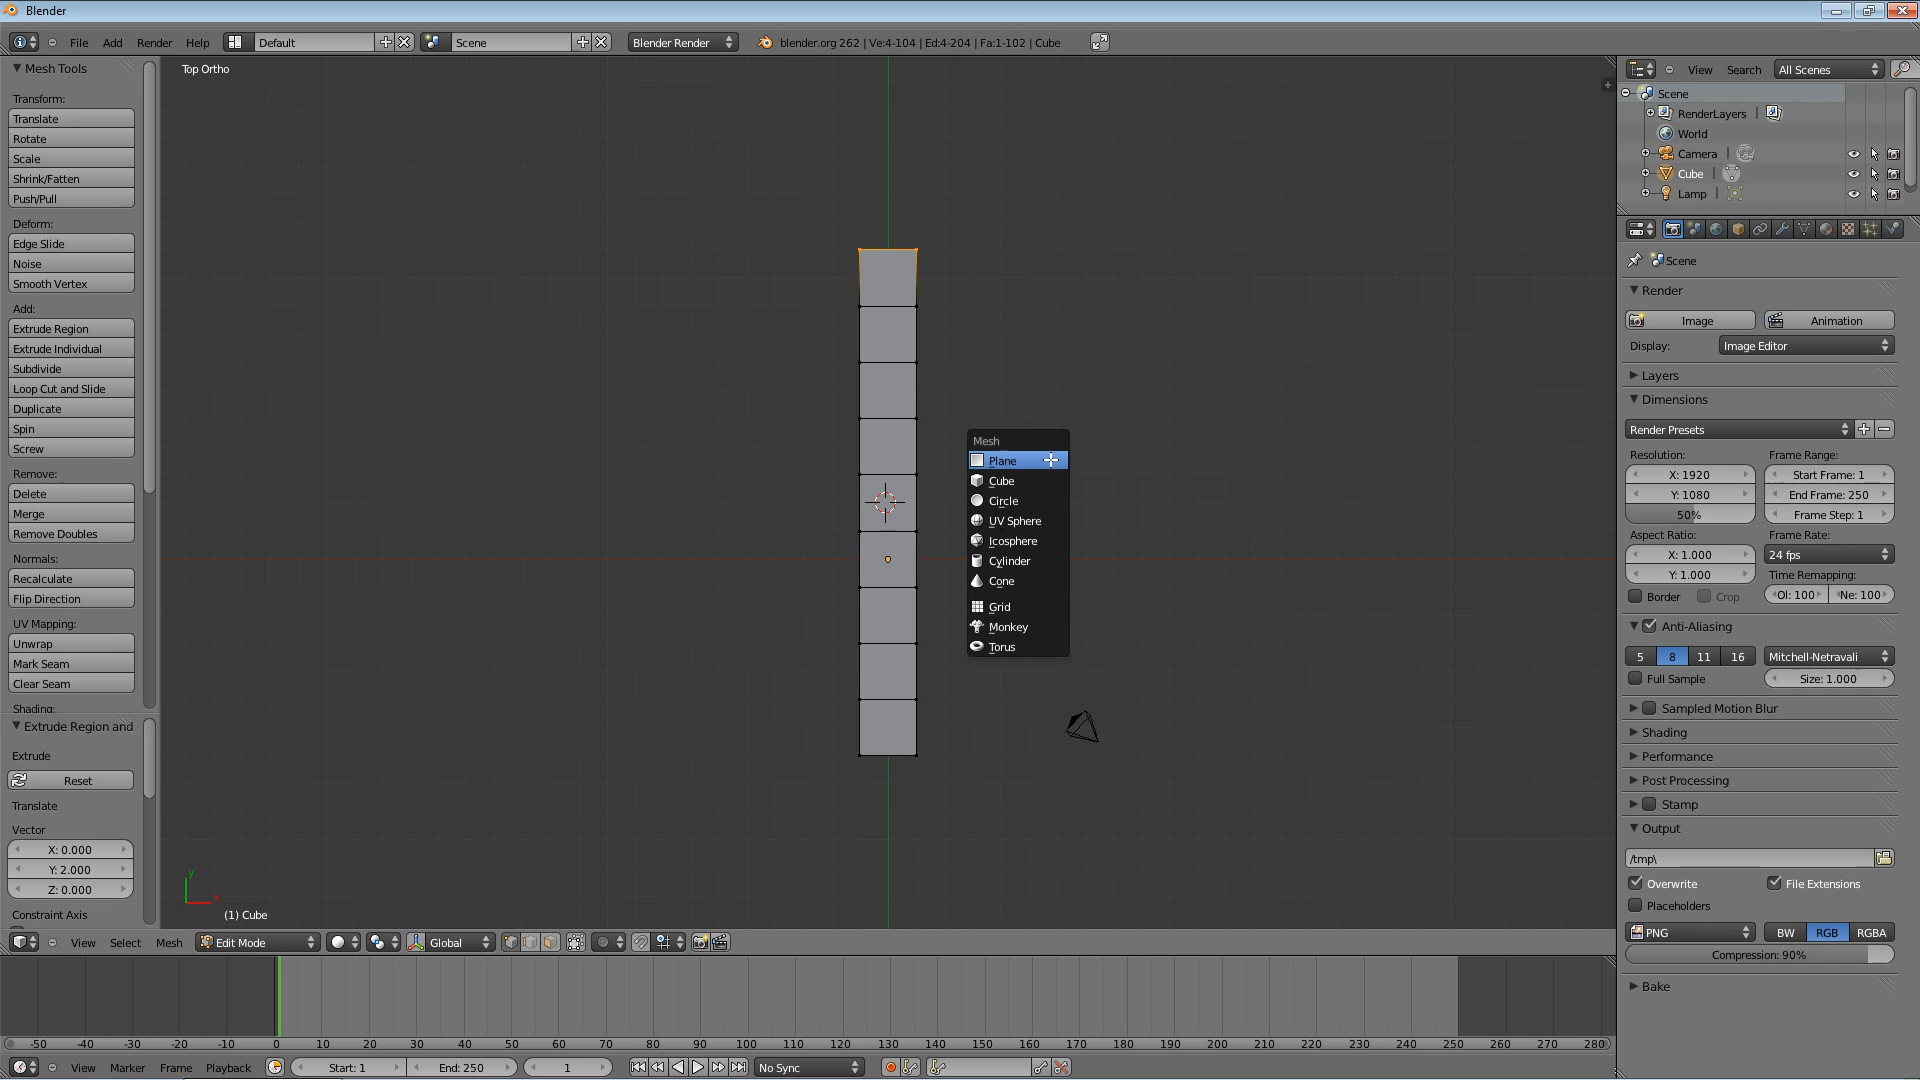 Blender
File Add Render Help Default Scene Blender Render blender.org 262 | Ve:4-104 | Ed:4-204 | Fa:1-102 | Cube
Mesh Tools
Transform:
Translate
Rotate
Scale
Shrink/Fatten
Push/Pull
Deform:
Edge Slide
Noise
Smooth Vertex
Add:
Extrude Region
Extrude Individual
Subdivide
Loop Cut and Slide
Duplicate
Spin
Screw
Remove:
Delete
Merge
Remove Doubles
Normals:
Recalculate
Flip Direction
UV Mapping:
Unwrap
Mark Seam
Clear Seam
Shading:
Extrude Region and
Extrude
Reset
Translate
Vector
X: 0.000
Y: 2.000
Z: 0.000
Constraint Axis
Top Ortho
Mesh
Plane
Cube
Circle
UV Sphere
Icosphere
Cylinder
Cone
Grid
Monkey
Torus
y
x
(1) Cube
View Select Mesh Edit Mode Global
-50 -40 -30 -20 -10 0 10 20 30 40 50 60 70 80 90 100 110 120 130 140 150 160 170 180 190 200 210 220 230 240 250 260 270 280
View Marker Frame Playback Start: 1 End: 250 1 No Sync
View Search All Scenes
Scene
RenderLayers |
World
Camera |
Cube |
Lamp |
Scene
Render
Image Animation
Display: Image Editor
Layers
Dimensions
Render Presets
Resolution: Frame Range:
X: 1920 Start Frame: 1
Y: 1080 End Frame: 250
50% Frame Step: 1
Aspect Ratio: Frame Rate:
X: 1.000 24 fps
Y: 1.000 Time Remapping:
Border Crop Ol: 100 Ne: 100
Anti-Aliasing
5 8 11 16 Mitchell-Netravali
Full Sample Size: 1.000
Sampled Motion Blur
Shading
Performance
Post Processing
Stamp
Output
/tmp\
Overwrite File Extensions
Placeholders
PNG BW RGB RGBA
Compression: 90%
Bake